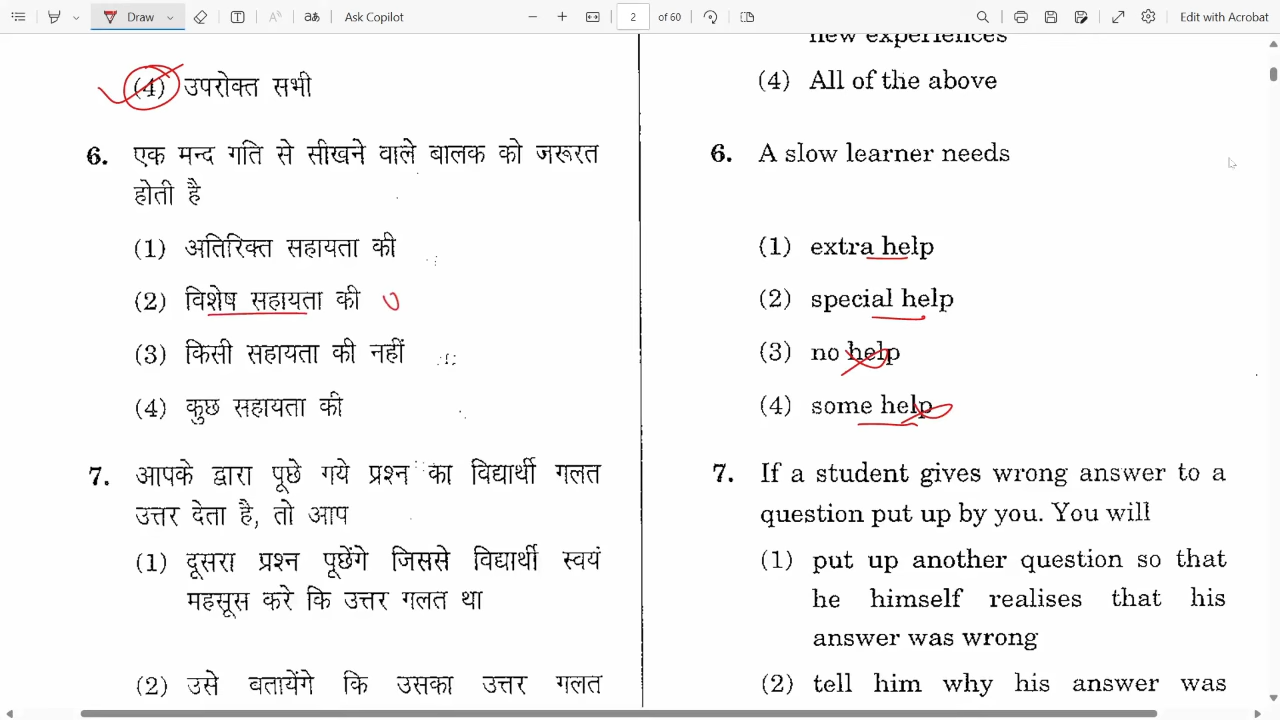 Draw
Ask Copilot
2 of 60
Edit with Acrobat
(4) उपरोक्त सभी
6. एक मन्द गति से सीखने वाले बालक को जरूरत
होती है
(1) अतिरिक्त सहायता की
(2) विशेष सहायता की
(3) किसी सहायता की नहीं
(4) कुछ सहायता की
7. आपके द्वारा पूछे गये प्रश्न का विद्यार्थी गलत
उत्तर देता है, तो आप
(1) दूसरा प्रश्न पूछेंगे जिससे विद्यार्थी स्वयं
महसूस करे कि उत्तर गलत था
(2) उसे बतायेंगे कि उसका उत्तर गलत
new experiences
(4) All of the above
6. A slow learner needs
(1) extra help
(2) special help
(3) no help
(4) some help
7. If a student gives wrong answer to a
question put up by you. You will
(1) put up another question so that
he himself realises that his
answer was wrong
(2) tell him why his answer was